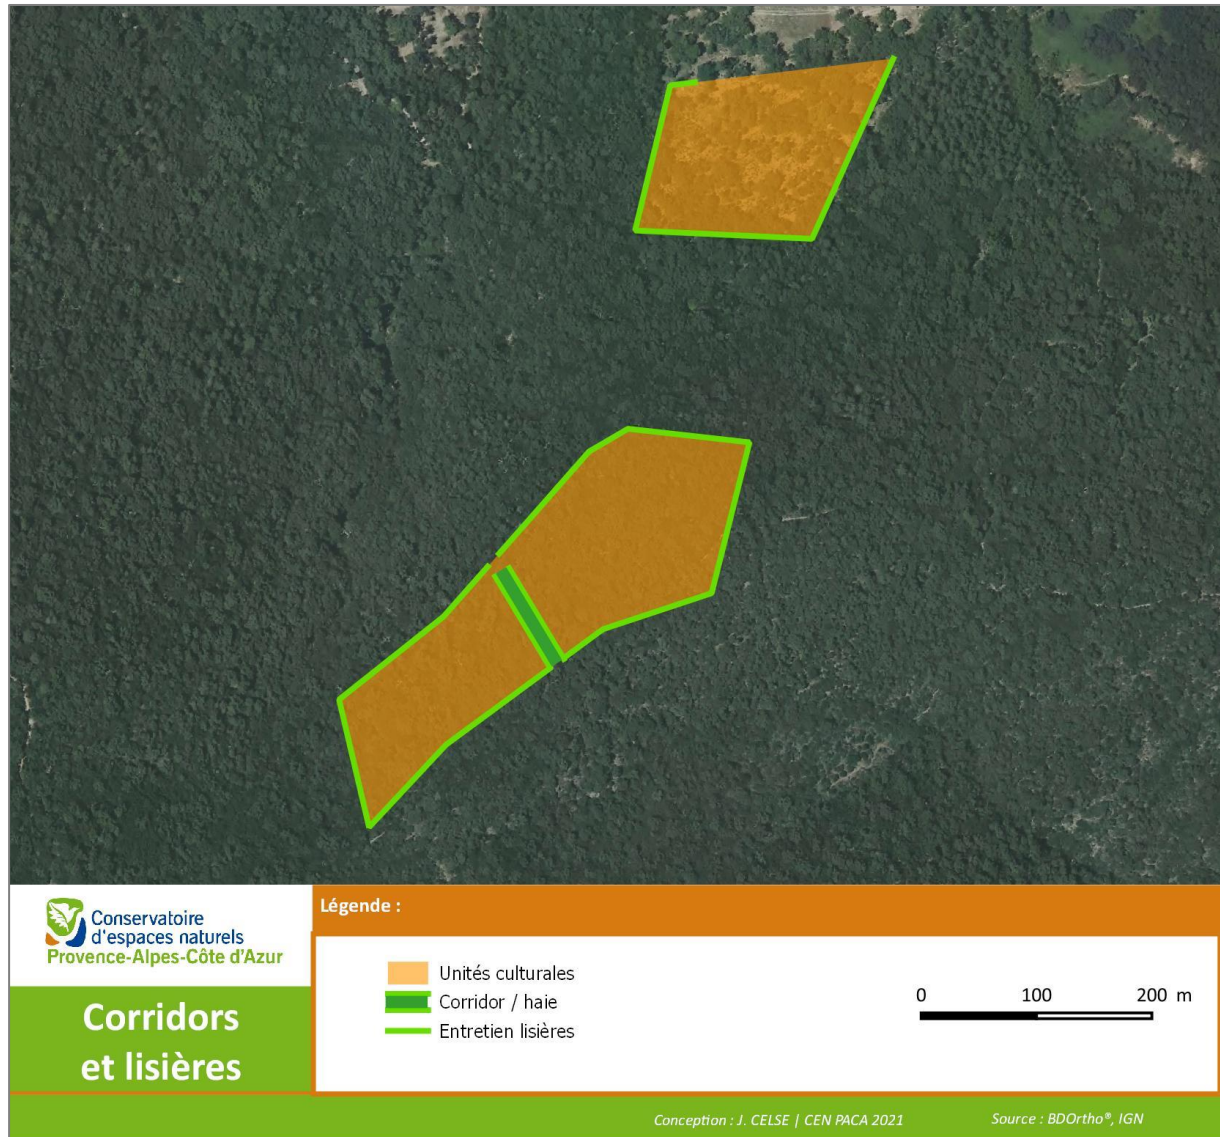 Conservatoire
d'espaces naturels
Provence-Alpes-Côte d'Azur
Corridors
et lisières
Légende :
Unités culturales
Corridor / haie
Entretien lisières
0 100 200 m
Conception : J. CELSE | CEN PACA 2021 Source : BDOrtho®, IGN